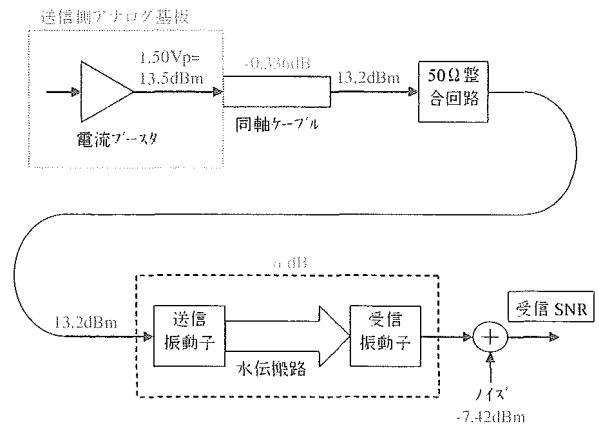 送信側アナログ基板
1.50Vp=
13.5dBm
電流ブースタ
-0.336dB
同軸ケーブル
13.2dBm
50Ω整
合回路
α dB
13.2dBm
送信
振動子
水伝搬路
受信
振動子
受信 SNR
ノイズ
-7.42dBm